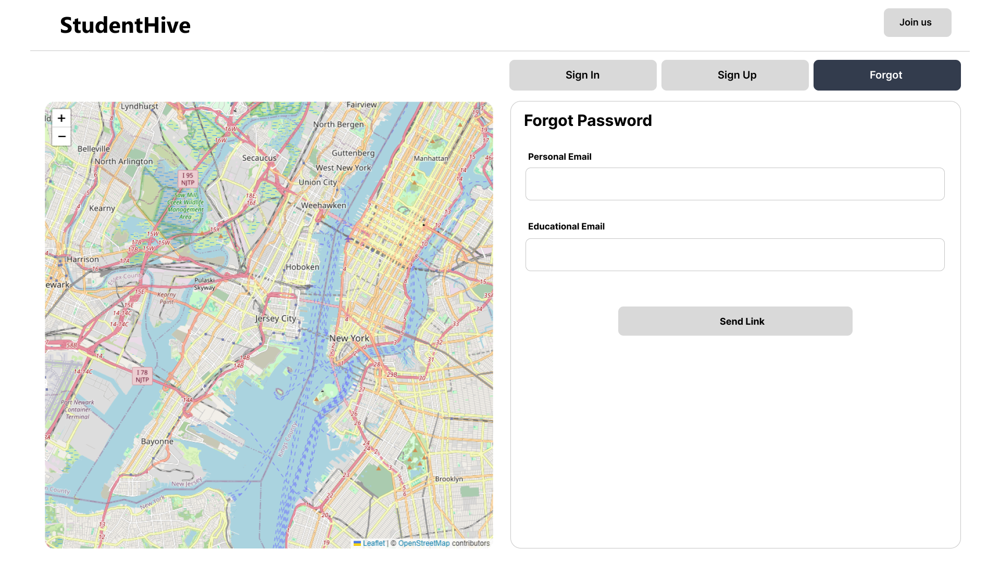 StudentHive
Join us
Sign In
Sign Up
Forgot
+
−
Lyndhurst
Fairview
North Bergen
Belleville
North Arlington
Secaucus
Guttenberg
Manhattan
West New York
Union City
I 95
NJTP
Saw Mill
Creek Wildlife
Management
Area
Weehawken
Kearny
Harrison
Hoboken
Essex County
Pulaski
Skyway
ewark
Kearny
Point
Jersey City
New York
I 78
NJTP
Port Newark
Container
Terminal
Kings County
Bayonne
Brooklyn
New Jersey
New York
n County
Leaflet | © OpenStreetMap contributors
Forgot Password
Personal Email
Educational Email
Send Link